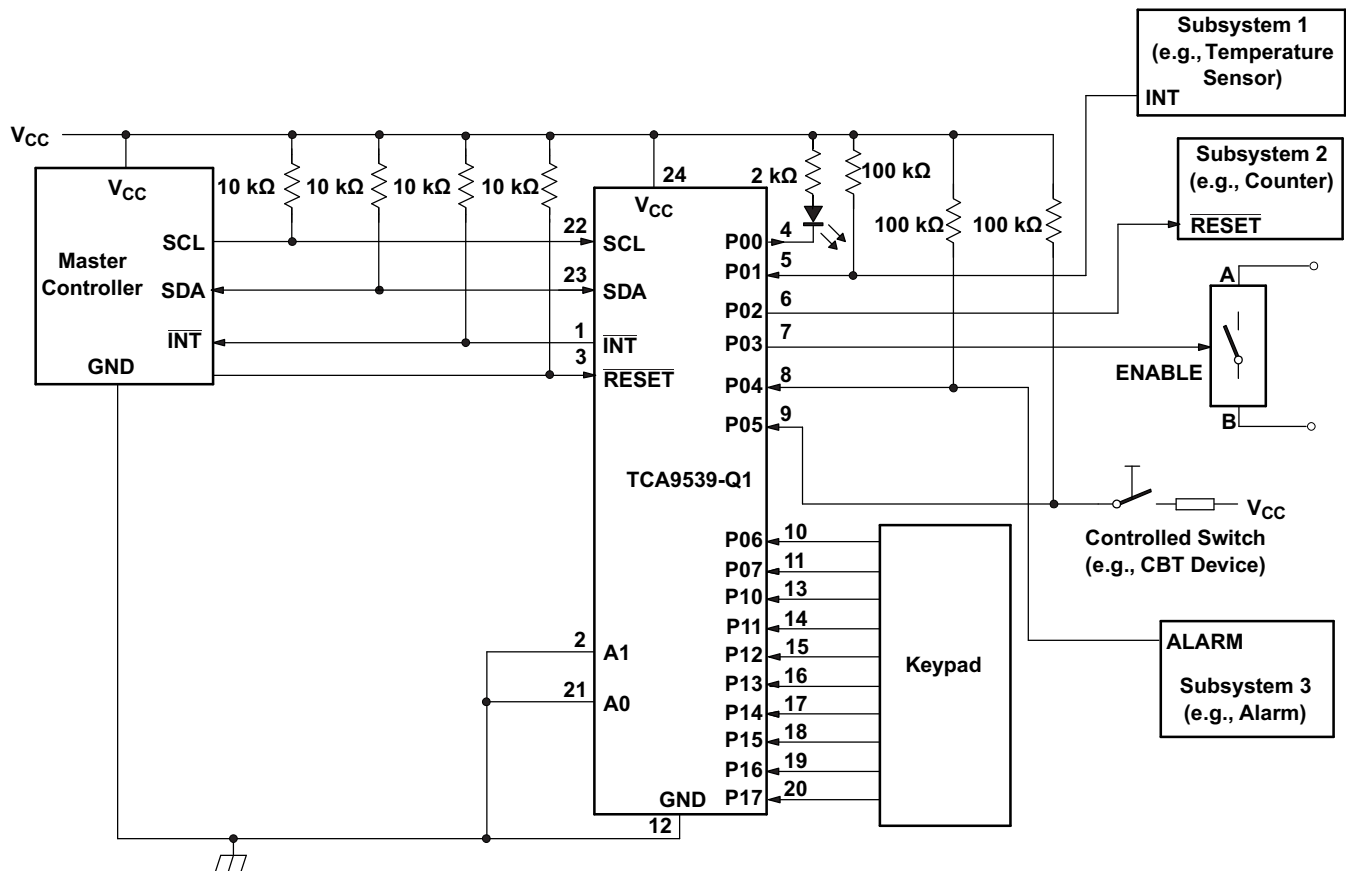 Subsystem 1
(e.g., Temperature
Sensor)
INT
VCC
Subsystem 2
(e.g., Counter)
RESET
VCC
10 kΩ
10 kΩ
10 kΩ
10 kΩ
24
VCC
2 kΩ
100 kΩ
100 kΩ
100 kΩ
Master
Controller
SCL
SDA
INT
GND
22
SCL
23
SDA
1
INT
3
RESET
P00
4
P01
5
P02
6
P03
7
P04
8
P05
9
A
ENABLE
B
TCA9539-Q1
VCC
Controlled Switch
(e.g., CBT Device)
P06
10
P07
11
P10
13
P11
14
P12
15
P13
16
P14
17
P15
18
P16
19
P17
20
Keypad
ALARM
Subsystem 3
(e.g., Alarm)
2
A1
21
A0
GND
12